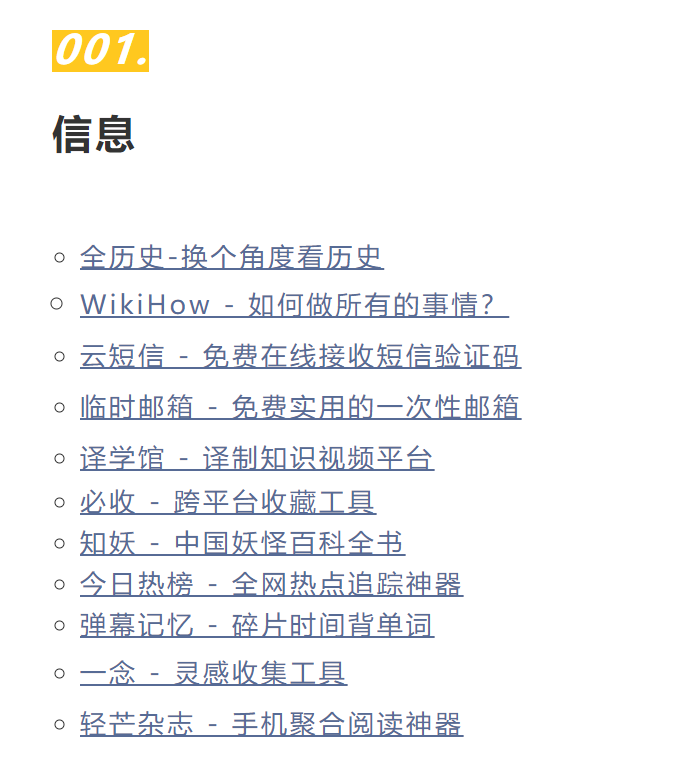 001.
信息
全历史-换个角度看历史
WikiHow - 如何做所有的事情？
云短信 - 免费在线接收短信验证码
临时邮箱 - 免费实用的一次性邮箱
译学馆 - 译制知识视频平台
必收 - 跨平台收藏工具
知妖 - 中国妖怪百科全书
今日热榜 - 全网热点追踪神器
弹幕记忆 - 碎片时间背单词
一念 - 灵感收集工具
轻芒杂志 - 手机聚合阅读神器